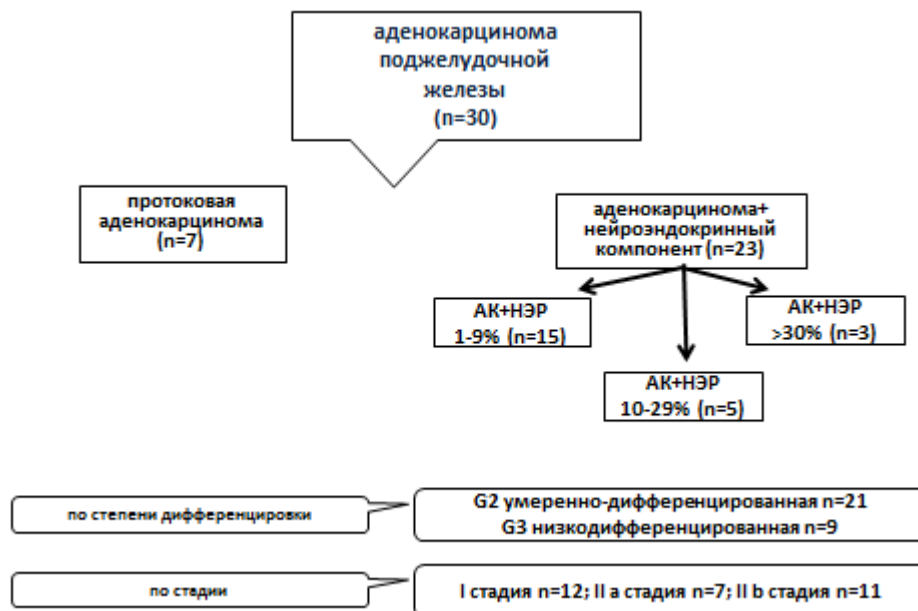 аденокарцинома
поджелудочной
железы
(n=30)
протоковая
аденокарцинома
(n=7)
аденокарцинома+
нейроэндокринный
компонент (n=23)
АК+НЭР
1-9% (n=15)
АК+НЭР
>30% (n=3)
АК+НЭР
10-29% (n=5)
по степени дифференцировки
G2 умеренно-дифференцированная n=21
G3 низкодифференцированная n=9
по стадии
I стадия n=12; II a стадия n=7; II b стадия n=11